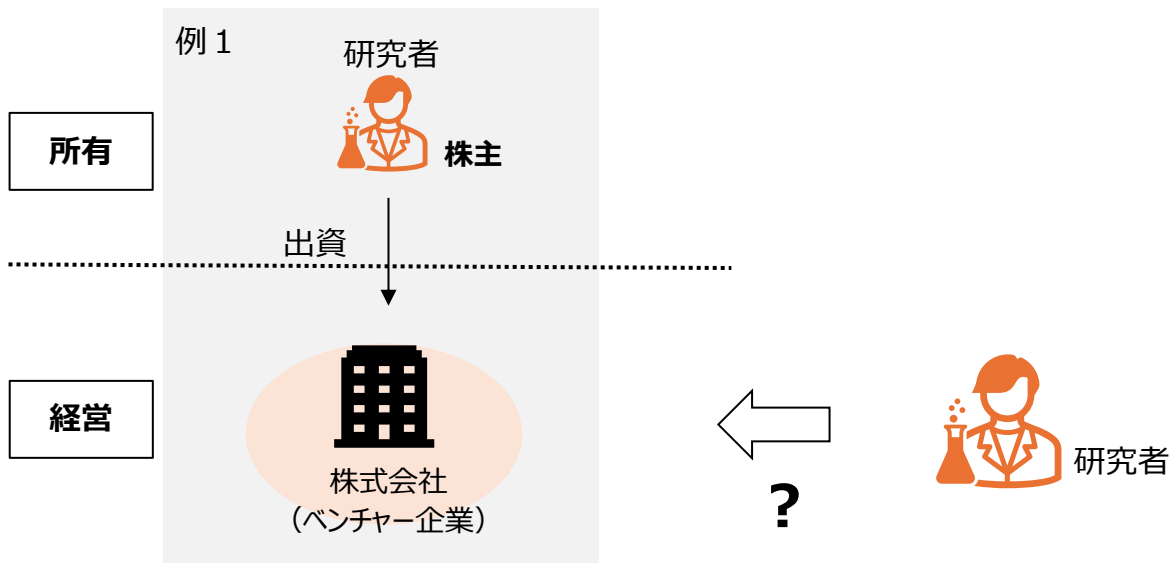 例１
研究者
所有
株主
出資
経営
株式会社
（ベンチャー企業）
?
研究者